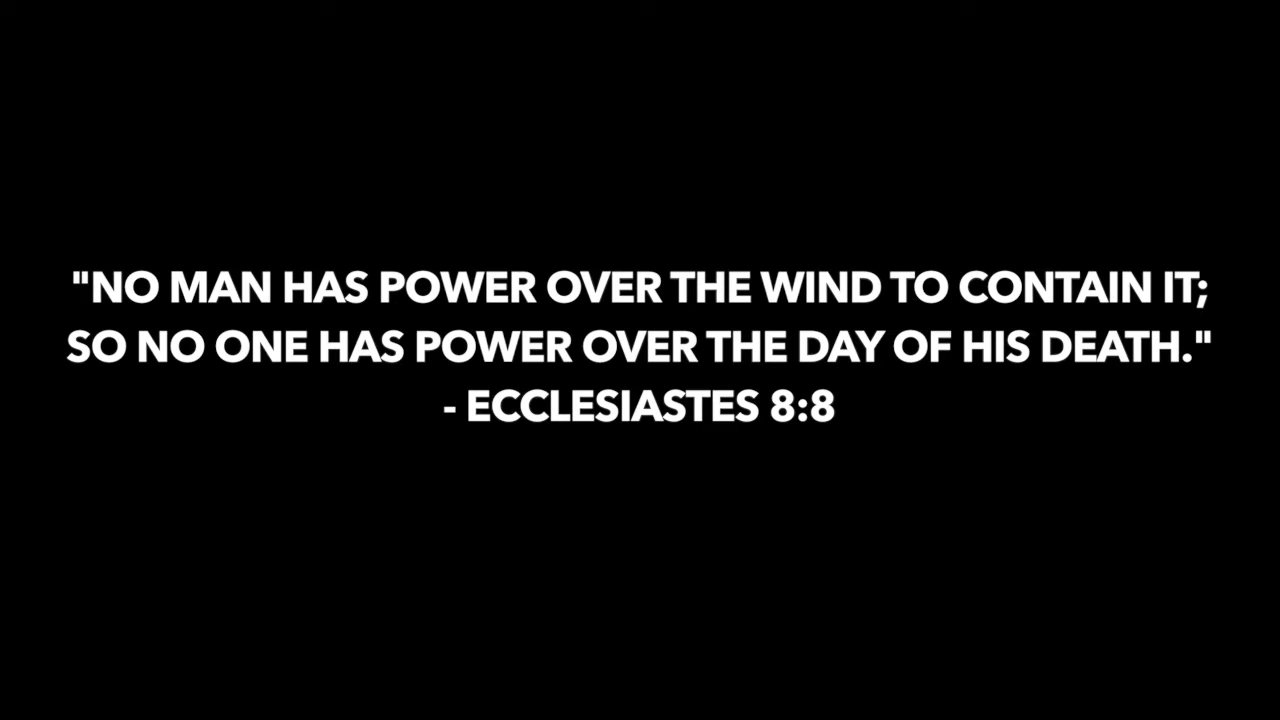 "NO MAN HAS POWER OVER THE WIND TO CONTAIN IT;
SO NO ONE HAS POWER OVER THE DAY OF HIS DEATH."
- ECCLESIASTES 8:8